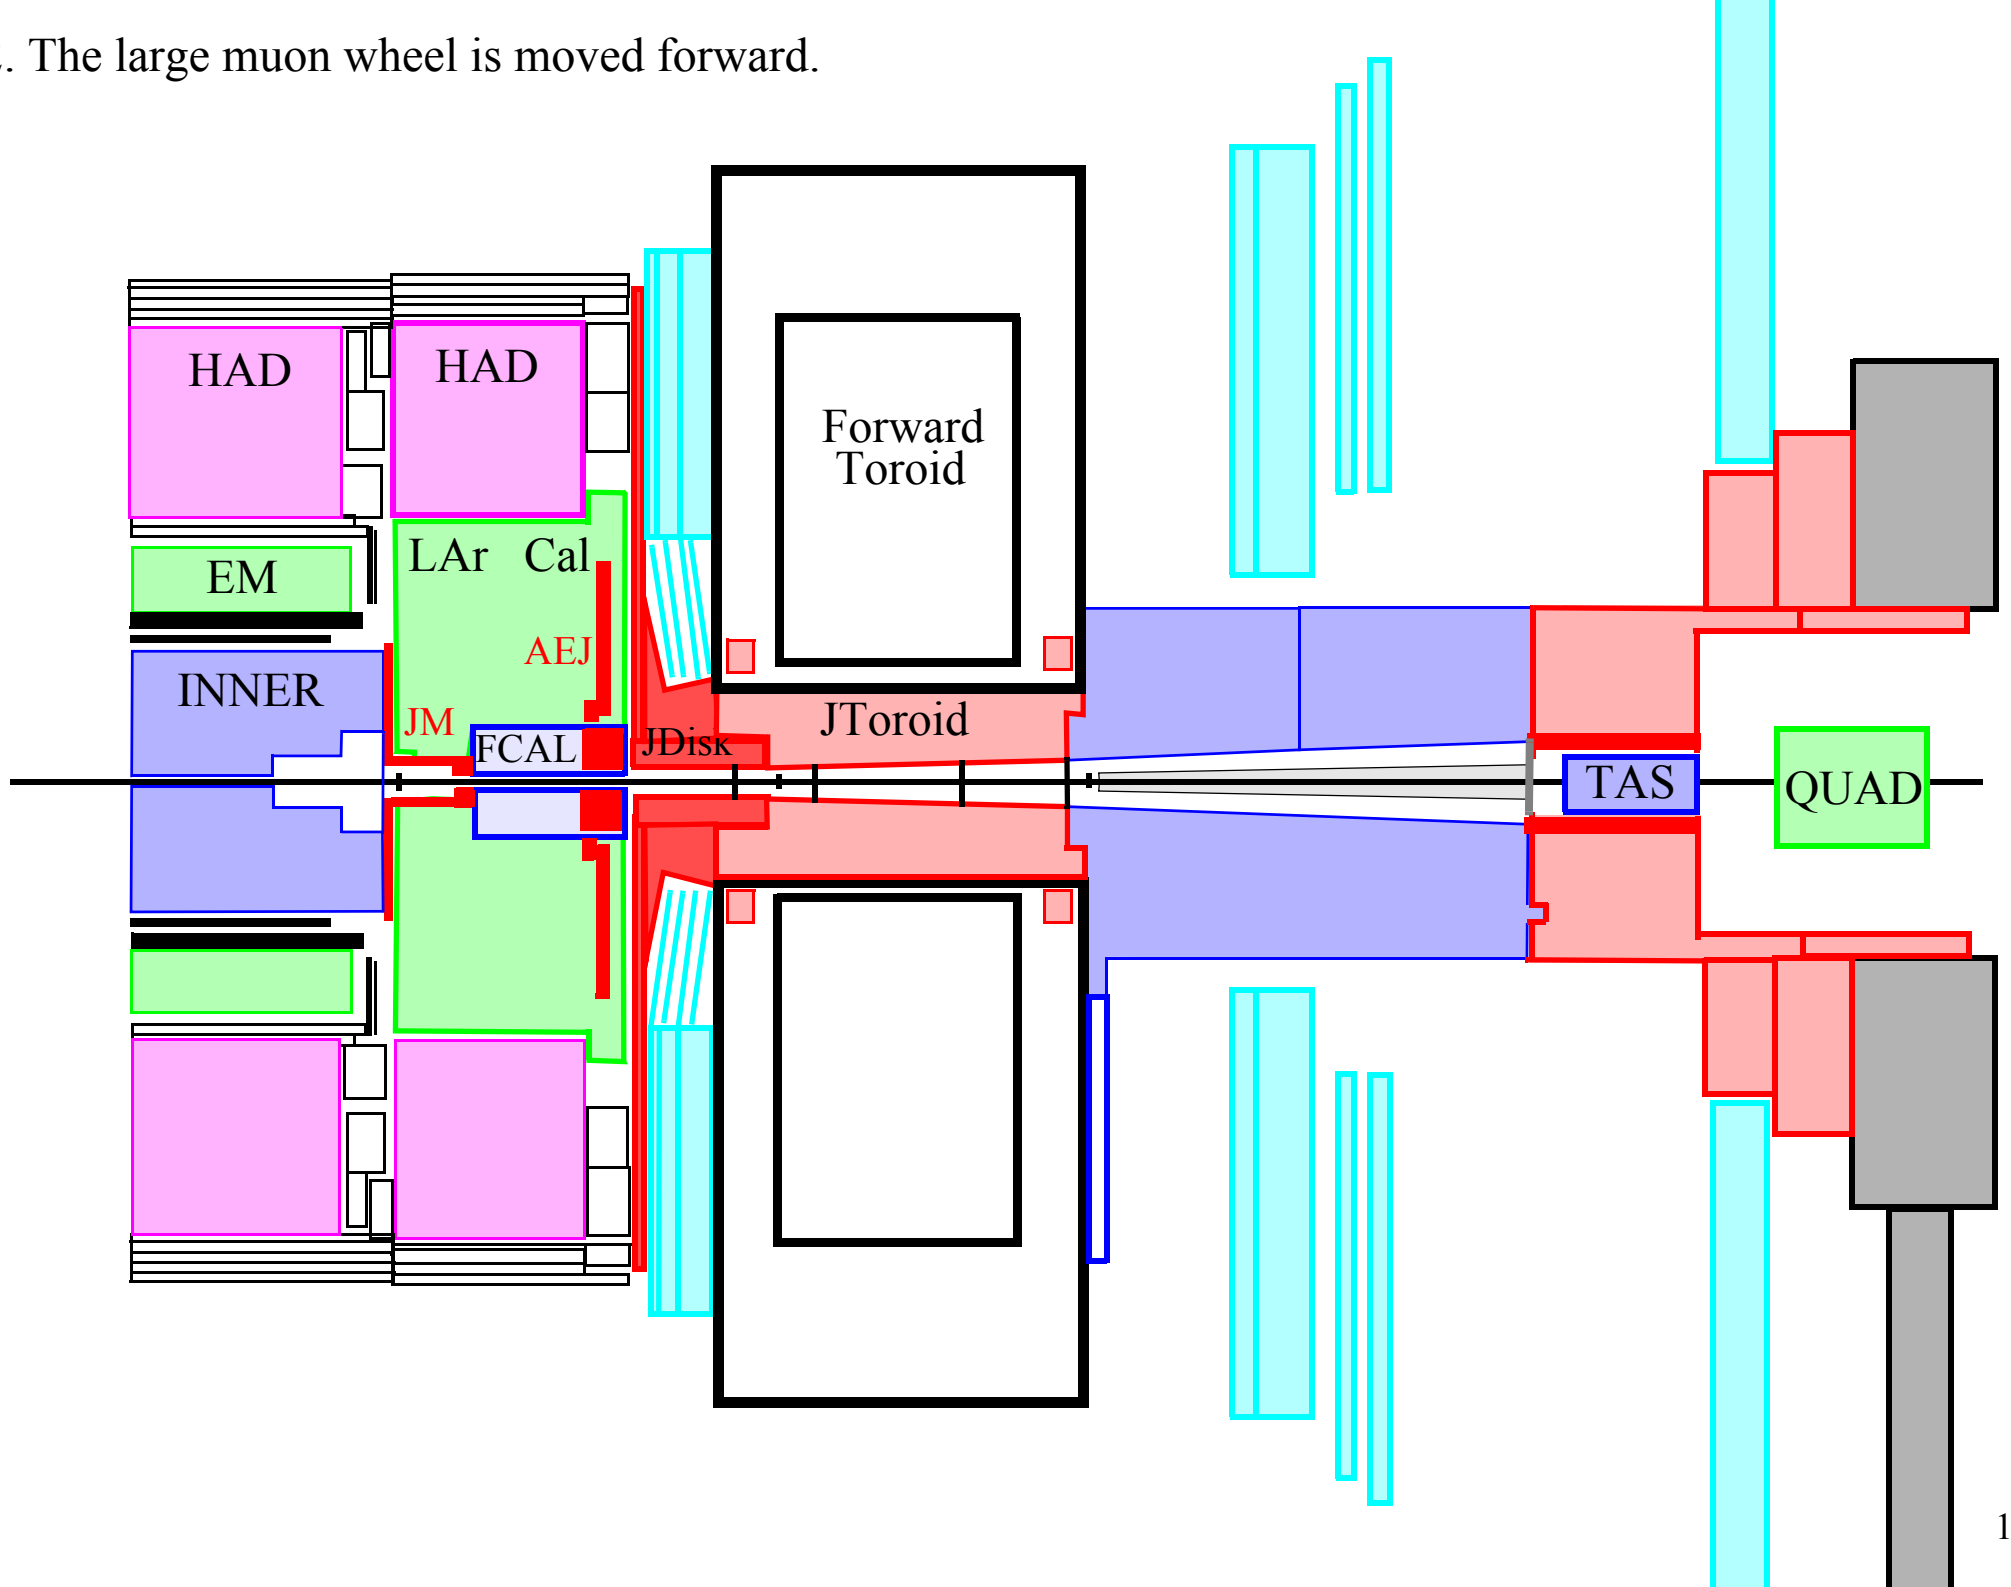 . The large muon wheel is moved forward.
HAD
HAD
Forward
Toroid
LAr Cal
EM
AEJ
INNER
JM
JToroid
FCAL
JDisk
TAS
QUAD
1